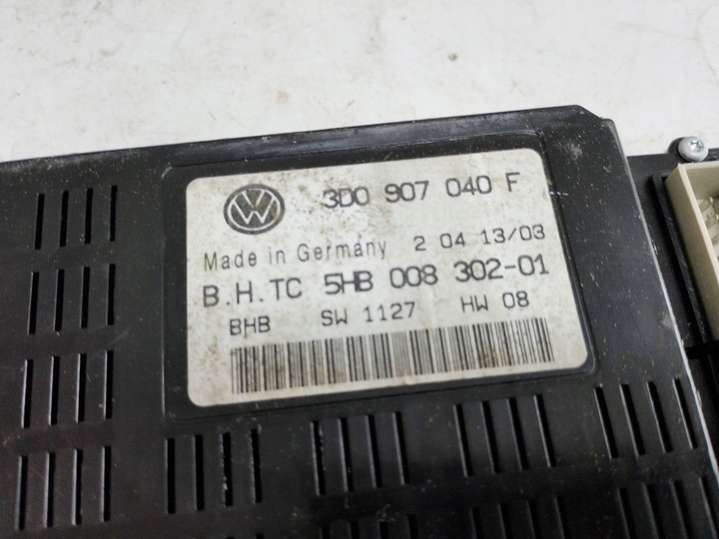 VW
3D0 907 040 F
Made in Germany 2 04 13/03
B.H.TC 5HB 008 302-01
BHB SW 1127 HW 08